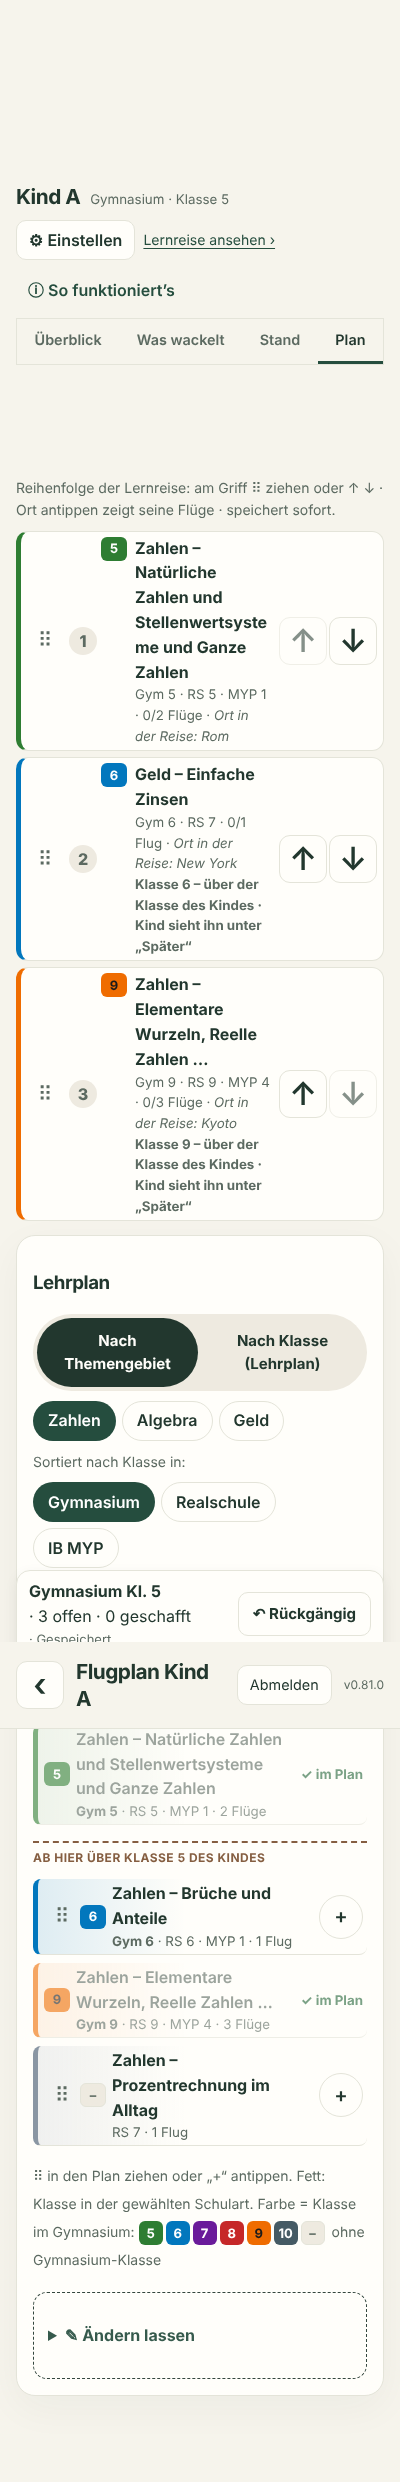 Kind A Gymnasium · Klasse 5
⚙ Einstellen Lernreise ansehen ›
ⓘ So funktioniert’s
Überblick Was wackelt Stand Plan
Reihenfolge der Lernreise: am Griff ⠿ ziehen oder ↑ ↓ ·
Ort antippen zeigt seine Flüge · speichert sofort.
5 Zahlen –
Natürliche
Zahlen und
Stellenwertsyste
⠿ 1 me und Ganze ↑ ↓
Zahlen
Gym 5 · RS 5 · MYP 1
· 0/2 Flüge · Ort in
der Reise: Rom
6 Geld – Einfache
Zinsen
Gym 6 · RS 7 · 0/1
Flug · Ort in der
⠿ 2 Reise: New York ↑ ↓
Klasse 6 – über der
Klasse des Kindes ·
Kind sieht ihn unter
„Später“
9 Zahlen –
Elementare
Wurzeln, Reelle
Zahlen …
Gym 9 · RS 9 · MYP 4
⠿ 3 · 0/3 Flüge · Ort in ↑ ↓
der Reise: Kyoto
Klasse 9 – über der
Klasse des Kindes ·
Kind sieht ihn unter
„Später“
Lehrplan
Nach
Themengebiet
Nach Klasse
(Lehrplan)
Zahlen Algebra Geld
Sortiert nach Klasse in:
Gymnasium Realschule
IB MYP
Gymnasium Kl. 5
· 3 offen · 0 geschafft
· Gespeichert
↶ Rückgängig
‹ Flugplan Kind
A
Abmelden v0.81.0
Zahlen – Natürliche Zahlen
5 und Stellenwertsysteme ✓ im Plan
und Ganze Zahlen
Gym 5 · RS 5 · MYP 1 · 2 Flüge
AB HIER ÜBER KLASSE 5 DES KINDES
⠿ 6 Zahlen – Brüche und +
Anteile
Gym 6 · RS 6 · MYP 1 · 1 Flug
9 Zahlen – Elementare ✓ im Plan
Wurzeln, Reelle Zahlen …
Gym 9 · RS 9 · MYP 4 · 3 Flüge
⠿ – Zahlen – +
Prozentrechnung im
Alltag
RS 7 · 1 Flug
⠿ in den Plan ziehen oder „+“ antippen. Fett:
Klasse in der gewählten Schulart. Farbe = Klasse
im Gymnasium: 5 6 7 8 9 10 – ohne
Gymnasium-Klasse
▶ ✎ Ändern lassen